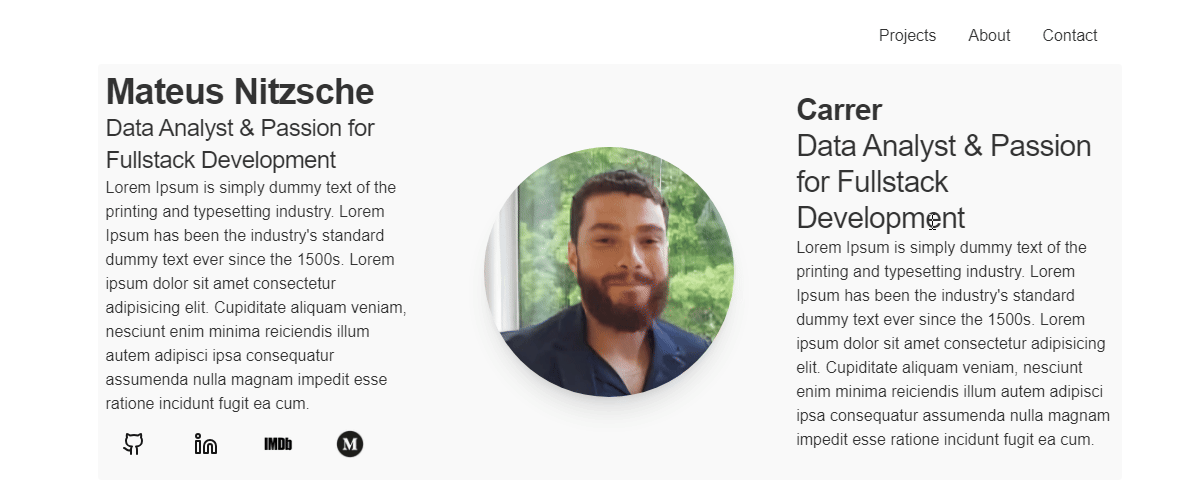 Projects About Contact
Mateus Nitzsche
Data Analyst & Passion for
Fullstack Development
Lorem Ipsum is simply dummy text of the
printing and typesetting industry. Lorem
Ipsum has been the industry's standard
dummy text ever since the 1500s. Lorem
ipsum dolor sit amet consectetur
adipisicing elit. Cupiditate aliquam veniam,
nesciunt enim minima reiciendis illum
autem adipisci ipsa consequatur
assumenda nulla magnam impedit esse
ratione incidunt fugit ea cum.
in IMDb M
Carrer
Data Analyst & Passion
for Fullstack
Development
Lorem Ipsum is simply dummy text of the
printing and typesetting industry. Lorem
Ipsum has been the industry's standard
dummy text ever since the 1500s. Lorem
ipsum dolor sit amet consectetur adipisicing
elit. Cupiditate aliquam veniam, nesciunt
enim minima reiciendis illum autem adipisci
ipsa consequatur assumenda nulla magnam
impedit esse ratione incidunt fugit ea cum.